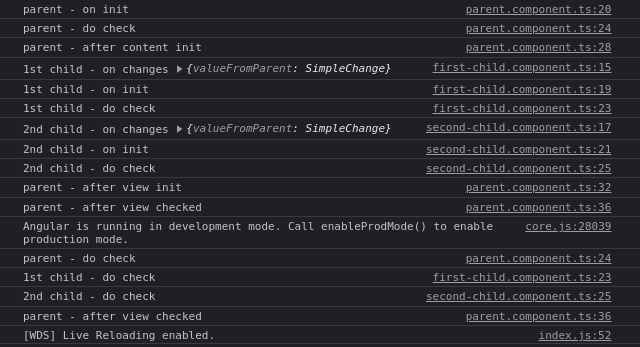 parent - on init parent.component.ts:20
parent - do check parent.component.ts:24
parent - after content init parent.component.ts:28
1st child - on changes ▶{valueFromParent: SimpleChange} first-child.component.ts:15
1st child - on init first-child.component.ts:19
1st child - do check first-child.component.ts:23
2nd child - on changes ▶{valueFromParent: SimpleChange} second-child.component.ts:17
2nd child - on init second-child.component.ts:21
2nd child - do check second-child.component.ts:25
parent - after view init parent.component.ts:32
parent - after view checked parent.component.ts:36
Angular is running in development mode. Call enableProdMode() to enable core.js:28039
production mode.
parent - do check parent.component.ts:24
1st child - do check first-child.component.ts:23
2nd child - do check second-child.component.ts:25
parent - after view checked parent.component.ts:36
[WDS] Live Reloading enabled. index.js:52